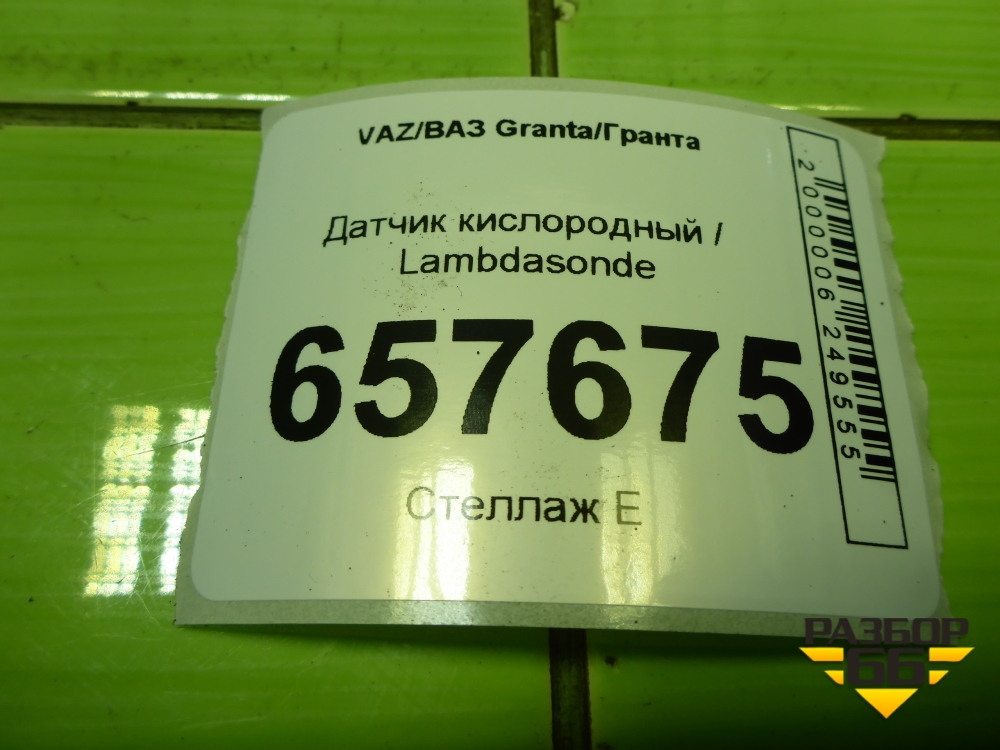 VAZ/ВАЗ Granta/Гранта
Датчик кислородный /
Lambdasonde
657675
Стеллаж Е
2000006249555
РАЗБОР
66